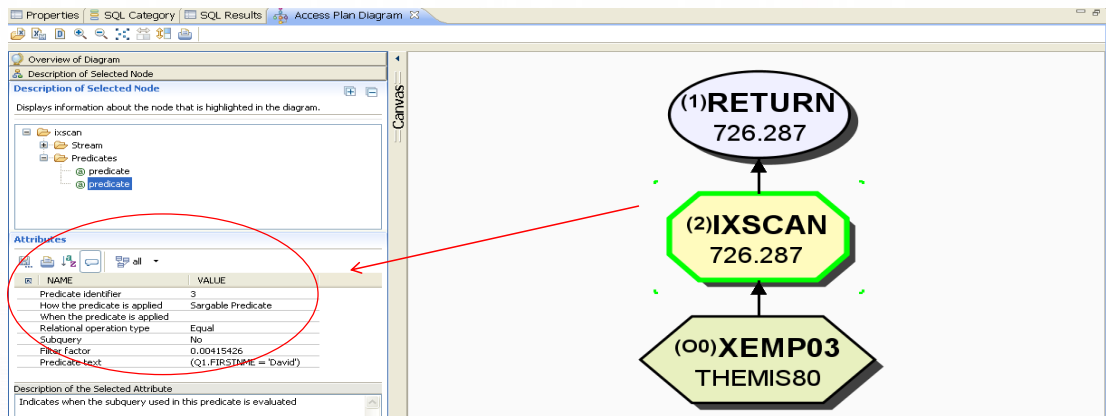 Properties SQL Category SQL Results Access Plan Diagram
Overview of Diagram
Description of Selected Node
Description of Selected Node
Displays information about the node that is highlighted in the diagram.
ixscan
Stream
Predicates
predicate
predicate
Attributes
all
NAME VALUE
Predicate identifier 3
How the predicate is applied Sargable Predicate
When the predicate is applied
Relational operation type Equal
Subquery No
Filter factor 0.00415426
Predicate text (Q1.FIRSTNME = 'David')
Description of the Selected Attribute
Indicates when the subquery used in this predicate is evaluated
Canvas
(1)RETURN
726.287
(2)IXSCAN
726.287
(O0)XEMP03
THEMIS80